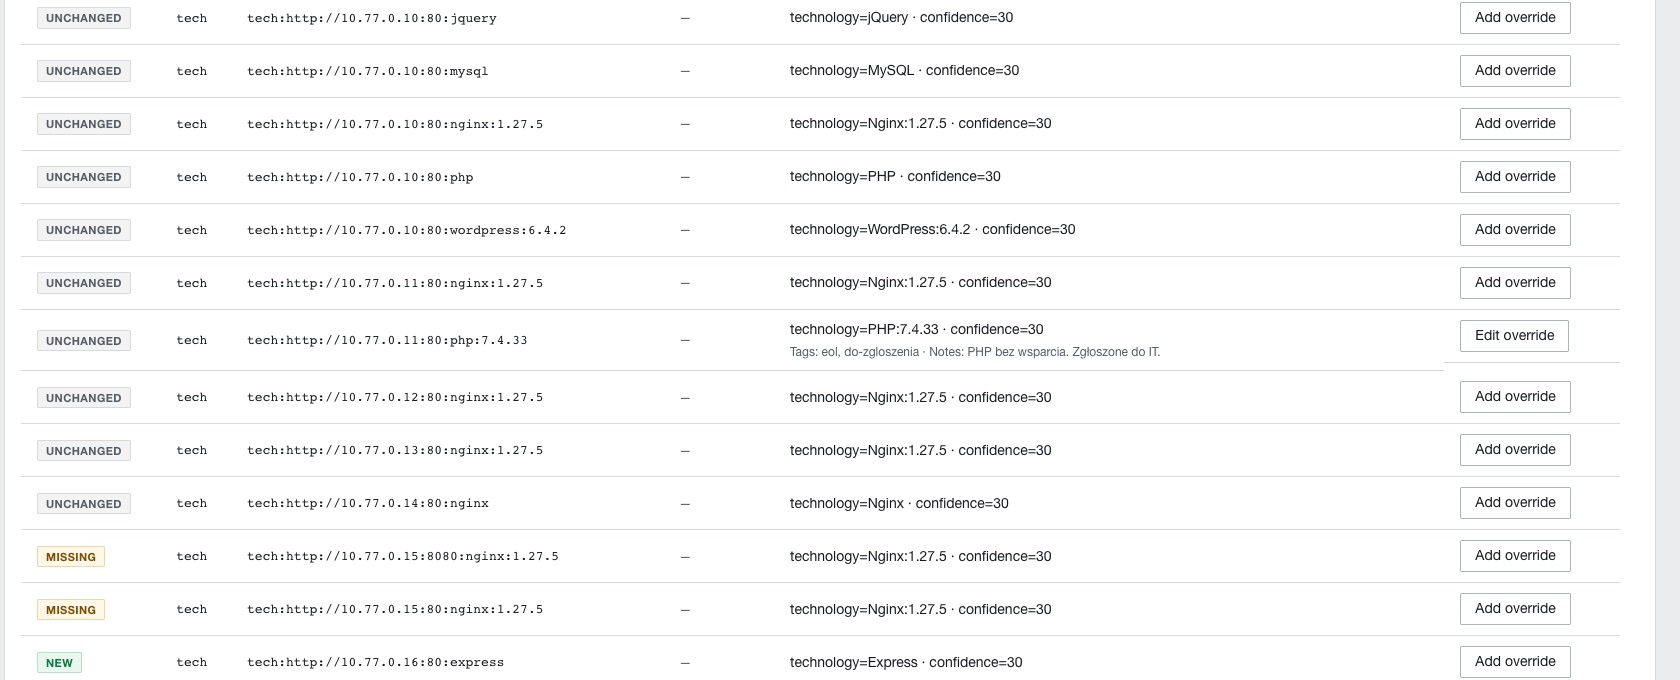 UNCHANGED tech tech:http://10.77.0.10:80:jquery — technology=jQuery · confidence=30 Add override
UNCHANGED tech tech:http://10.77.0.10:80:mysql — technology=MySQL · confidence=30 Add override
UNCHANGED tech tech:http://10.77.0.10:80:nginx:1.27.5 — technology=Nginx:1.27.5 · confidence=30 Add override
UNCHANGED tech tech:http://10.77.0.10:80:php — technology=PHP · confidence=30 Add override
UNCHANGED tech tech:http://10.77.0.10:80:wordpress:6.4.2 — technology=WordPress:6.4.2 · confidence=30 Add override
UNCHANGED tech tech:http://10.77.0.11:80:nginx:1.27.5 — technology=Nginx:1.27.5 · confidence=30 Add override
UNCHANGED tech tech:http://10.77.0.11:80:php:7.4.33 — technology=PHP:7.4.33 · confidence=30 Edit override
Tags: eol, do-zgloszenia · Notes: PHP bez wsparcia. Zgłoszone do IT.
UNCHANGED tech tech:http://10.77.0.12:80:nginx:1.27.5 — technology=Nginx:1.27.5 · confidence=30 Add override
UNCHANGED tech tech:http://10.77.0.13:80:nginx:1.27.5 — technology=Nginx:1.27.5 · confidence=30 Add override
UNCHANGED tech tech:http://10.77.0.14:80:nginx — technology=Nginx · confidence=30 Add override
MISSING tech tech:http://10.77.0.15:8080:nginx:1.27.5 — technology=Nginx:1.27.5 · confidence=30 Add override
MISSING tech tech:http://10.77.0.15:80:nginx:1.27.5 — technology=Nginx:1.27.5 · confidence=30 Add override
NEW tech tech:http://10.77.0.16:80:express — technology=Express · confidence=30 Add override